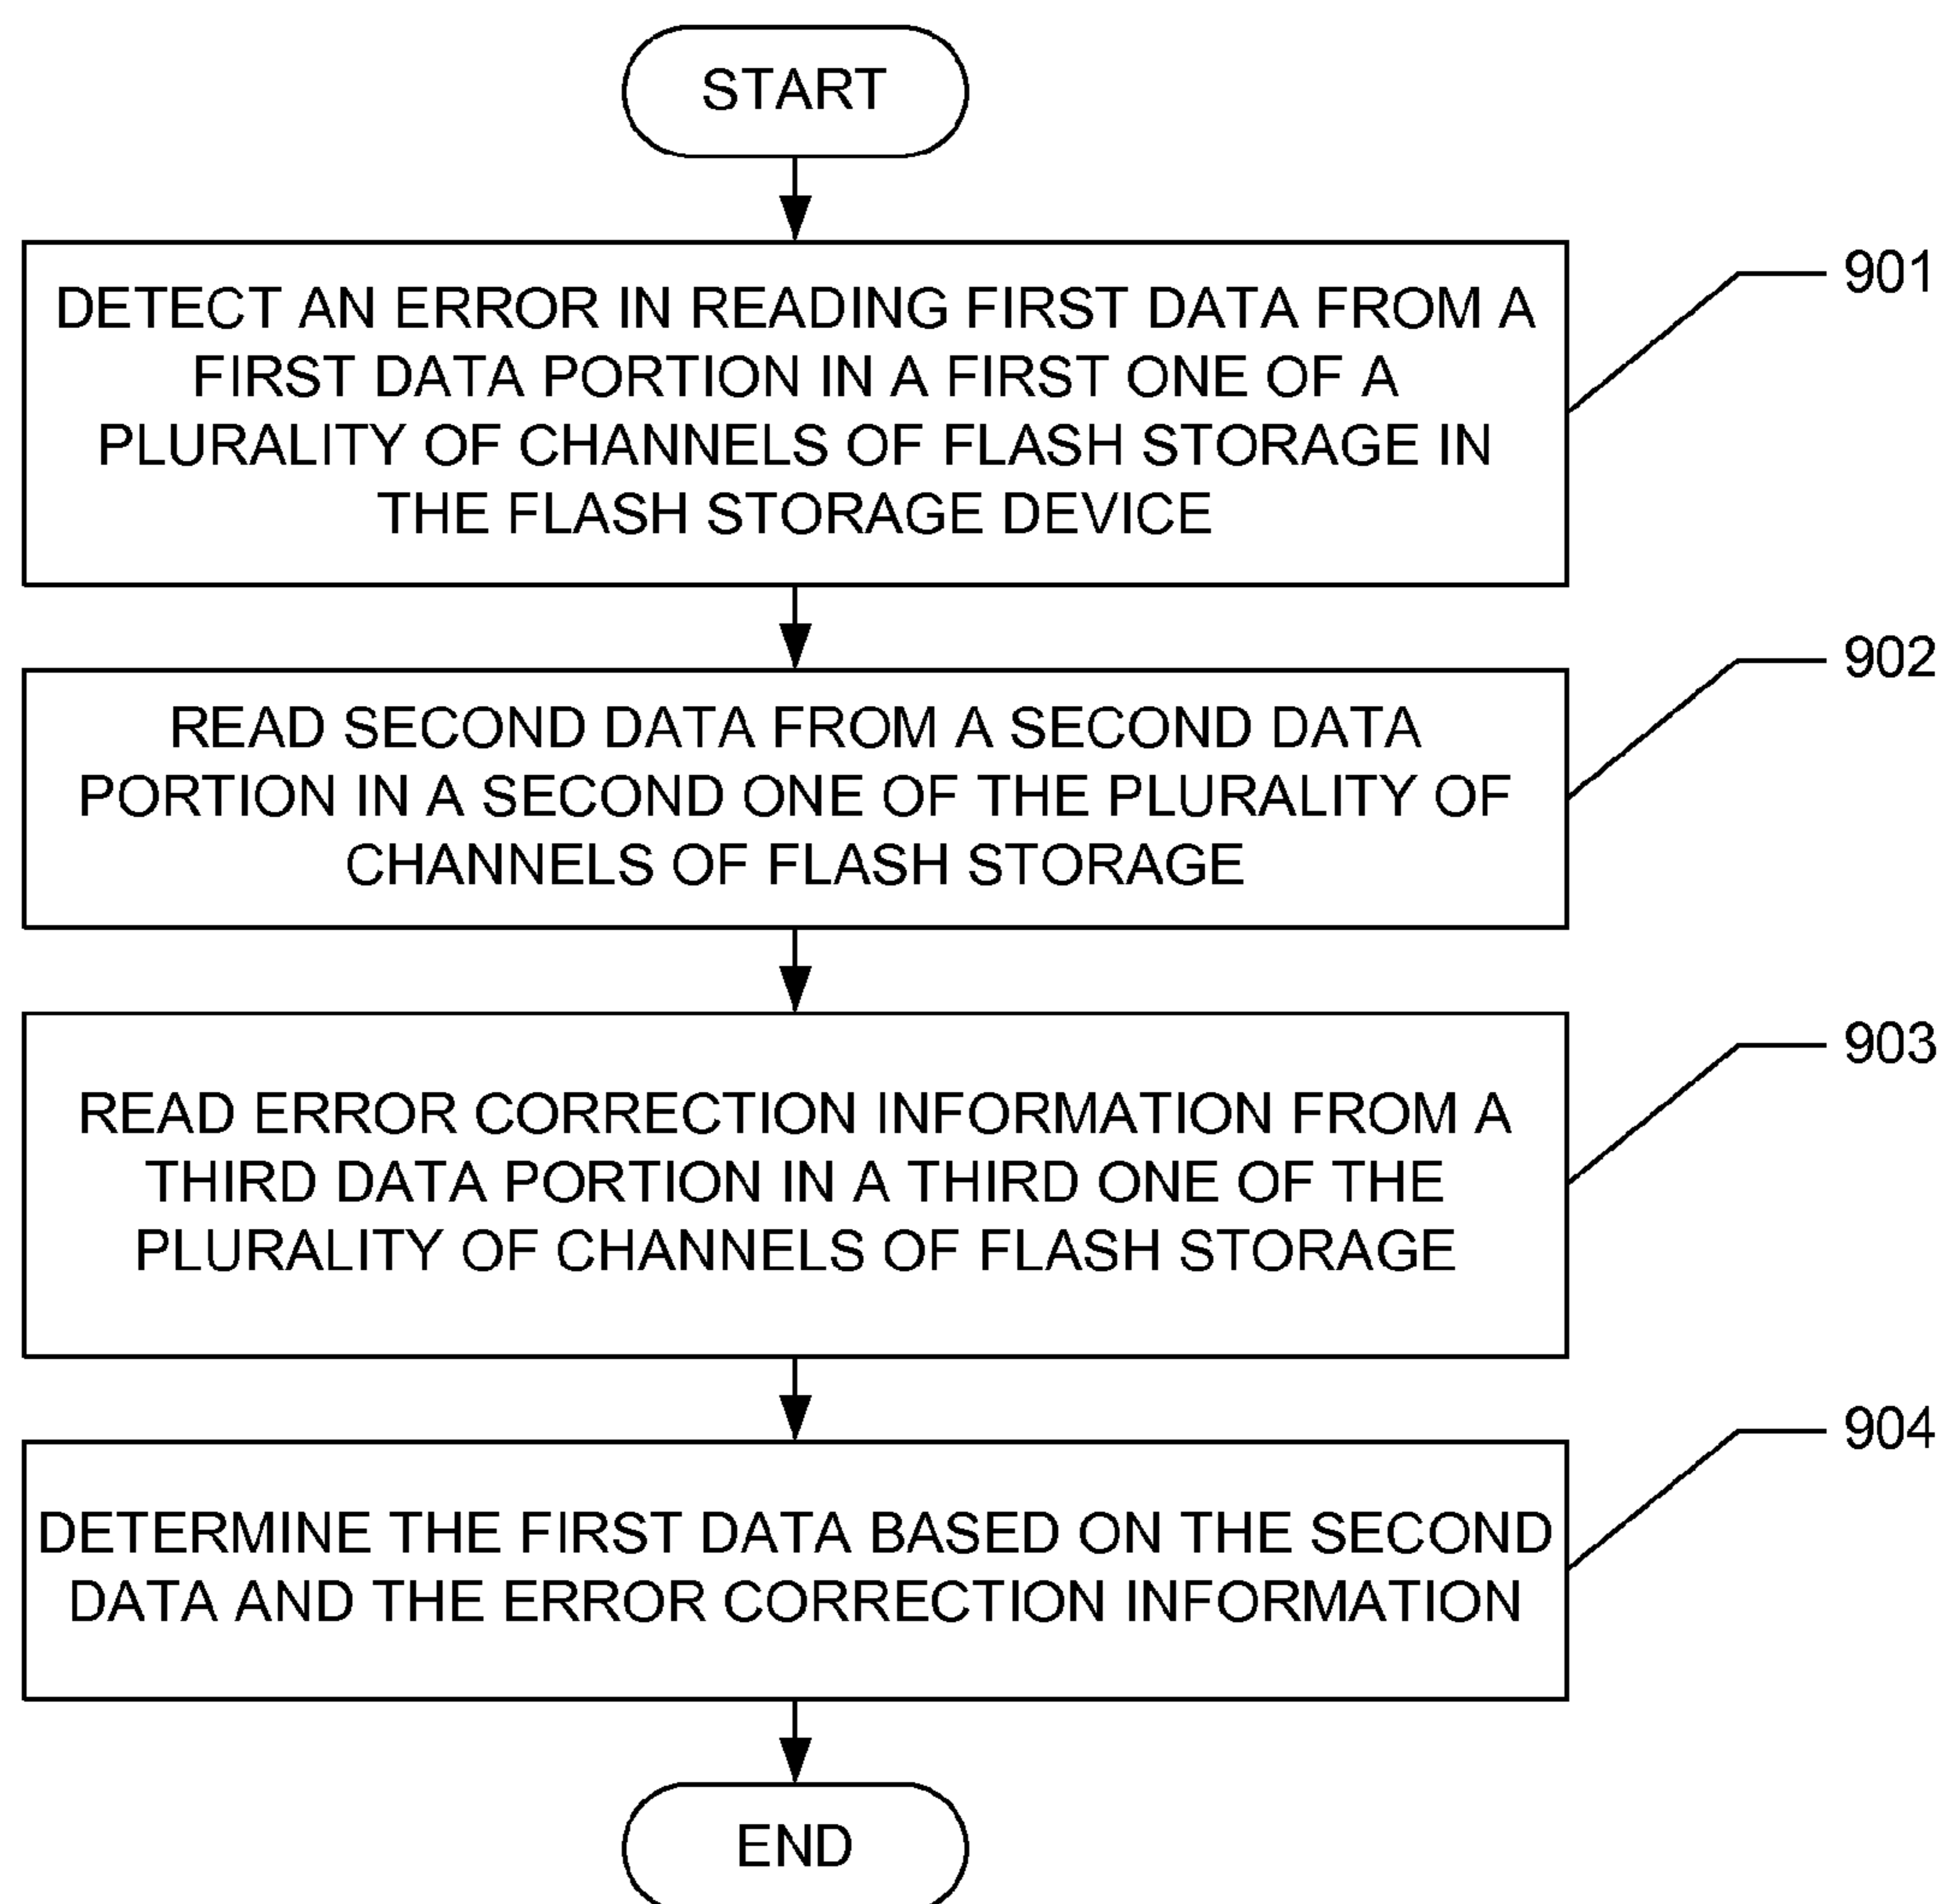 START
DETECT AN ERROR IN READING FIRST DATA FROM A
FIRST DATA PORTION IN A FIRST ONE OF A
PLURALITY OF CHANNELS OF FLASH STORAGE IN
THE FLASH STORAGE DEVICE
901
READ SECOND DATA FROM A SECOND DATA
PORTION IN A SECOND ONE OF THE PLURALITY OF
CHANNELS OF FLASH STORAGE
902
READ ERROR CORRECTION INFORMATION FROM A
THIRD DATA PORTION IN A THIRD ONE OF THE
PLURALITY OF CHANNELS OF FLASH STORAGE
903
DETERMINE THE FIRST DATA BASED ON THE SECOND
DATA AND THE ERROR CORRECTION INFORMATION
904
END